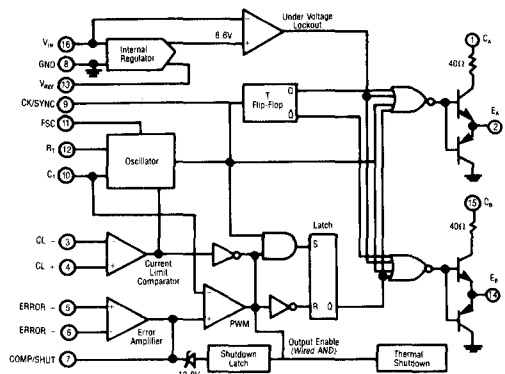 Under Voltage
Lockout
VIN 16
Internal
Regulator
8.6V
−
+
GND 8
VREF 13
1 CA
40Ω
EA
2
CK/SYNC 9
T
Flip-Flop
Q
Q̄
FSC 11
RT 12
Oscillator
CT 10
15 CB
40Ω
Latch
S
R Q
CL − 3
CL + 4
−
+
Current
Limit
Comparator
ERROR + 5
ERROR − 6
+
−
Error
Amplifier
−
+
PWM
EB
14
COMP/SHUT 7
Shutdown
Latch
Output Enable
(Wired AND)
Thermal
Shutdown